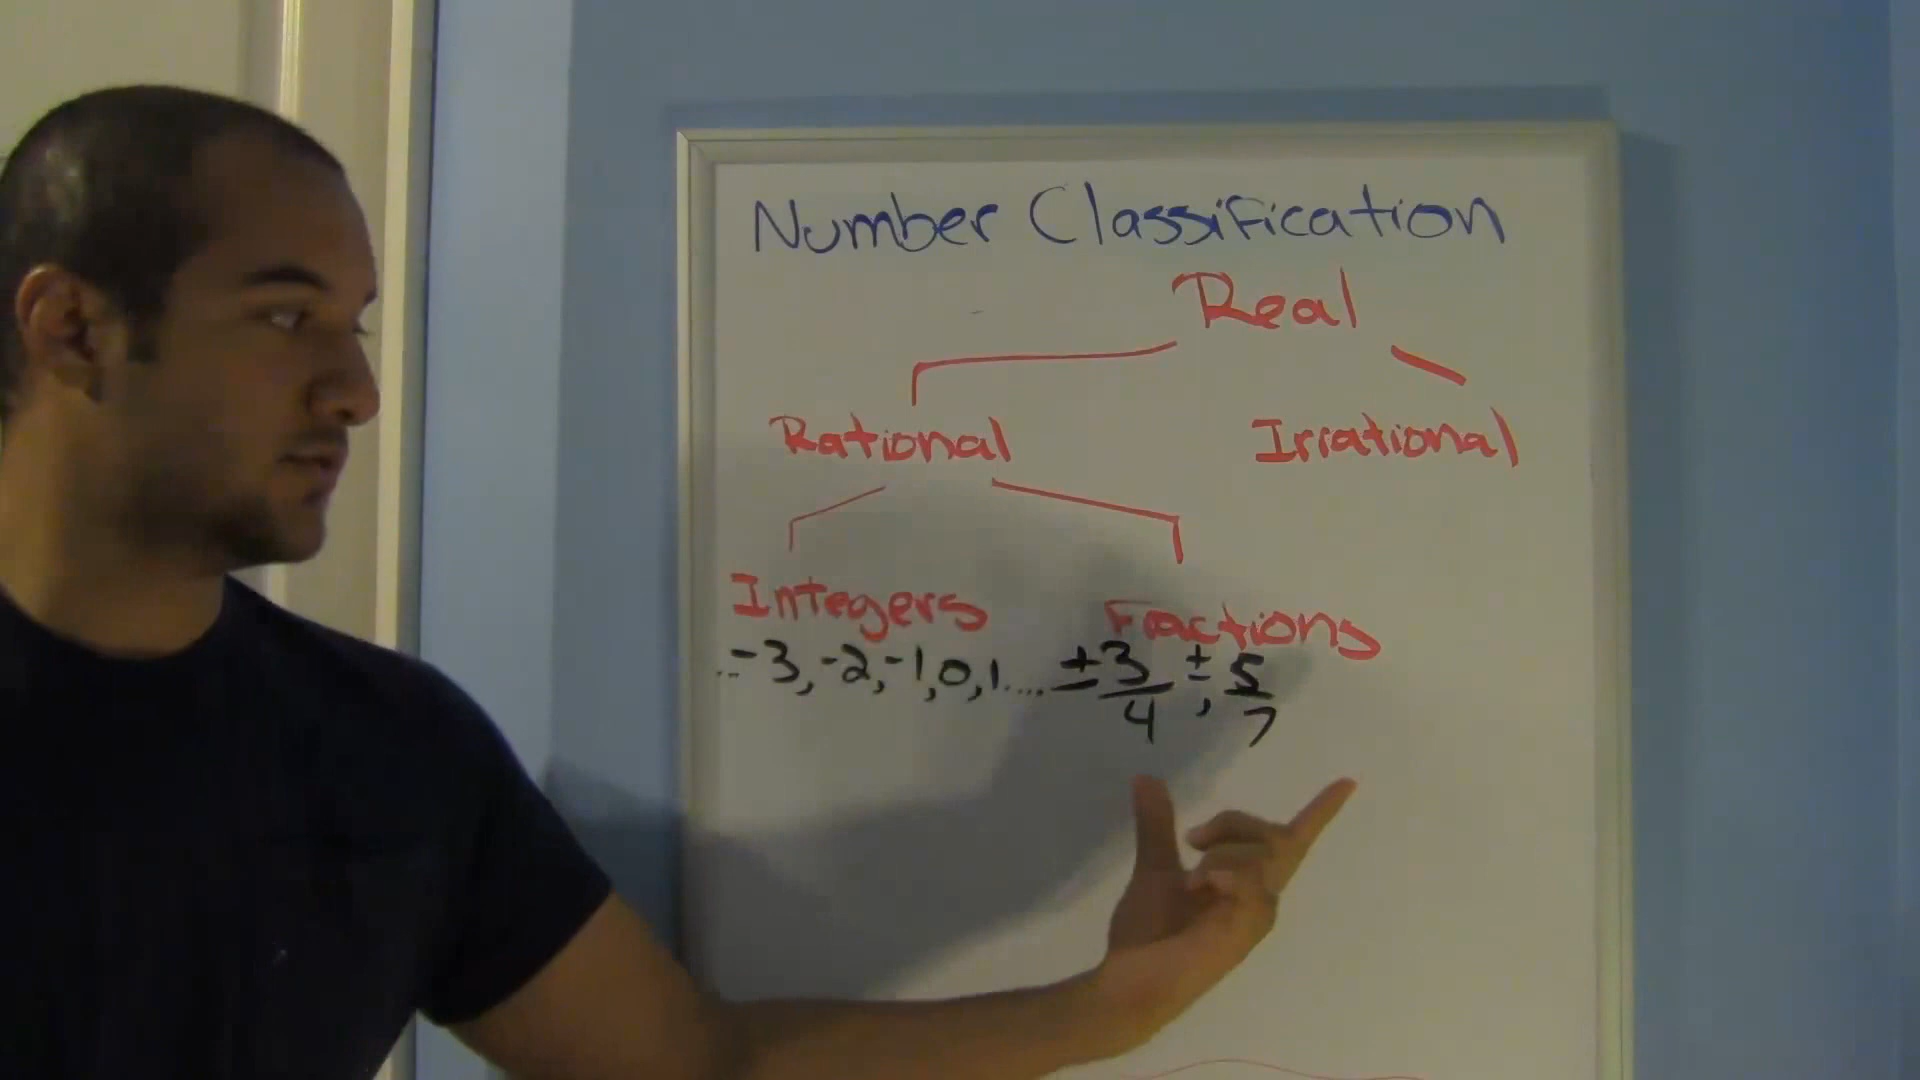 Number Classification
Real
Rational Irrational
Integers Fractions
...-3, -2, -1, 0, 1.... ± 3/4 , ± 5/7